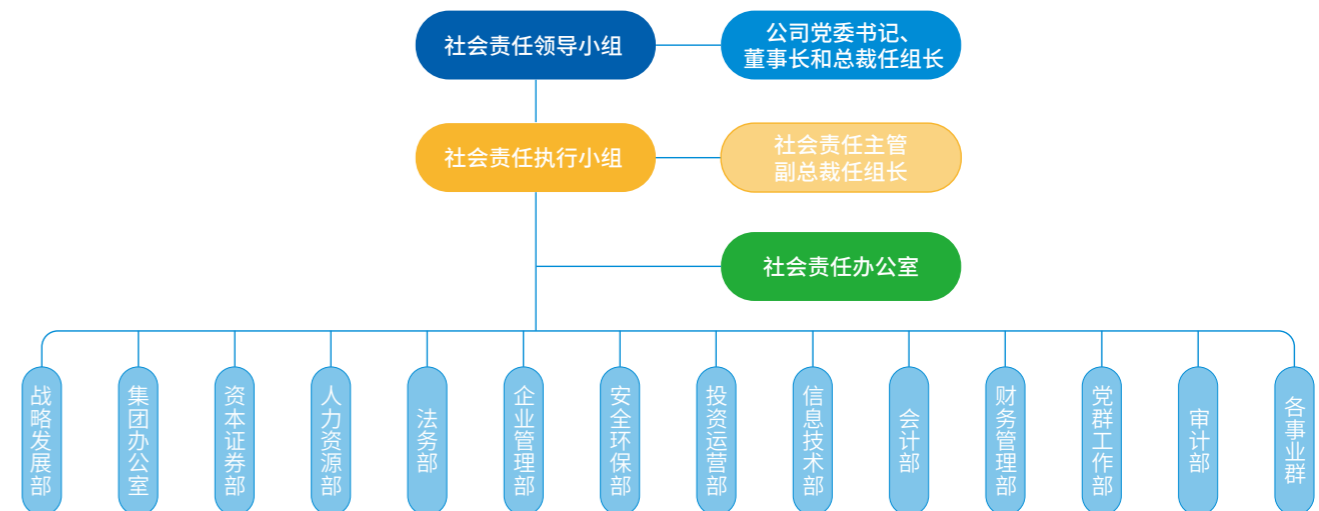 社会责任领导小组
公司党委书记、
董事长和总裁任组长
社会责任执行小组
社会责任主管
副总裁任组长
社会责任办公室
战略发展部
集团办公室
资本证券部
人力资源部
法务部
企业管理部
安全环保部
投资运营部
信息技术部
会计部
财务管理部
党群工作部
审计部
各事业群